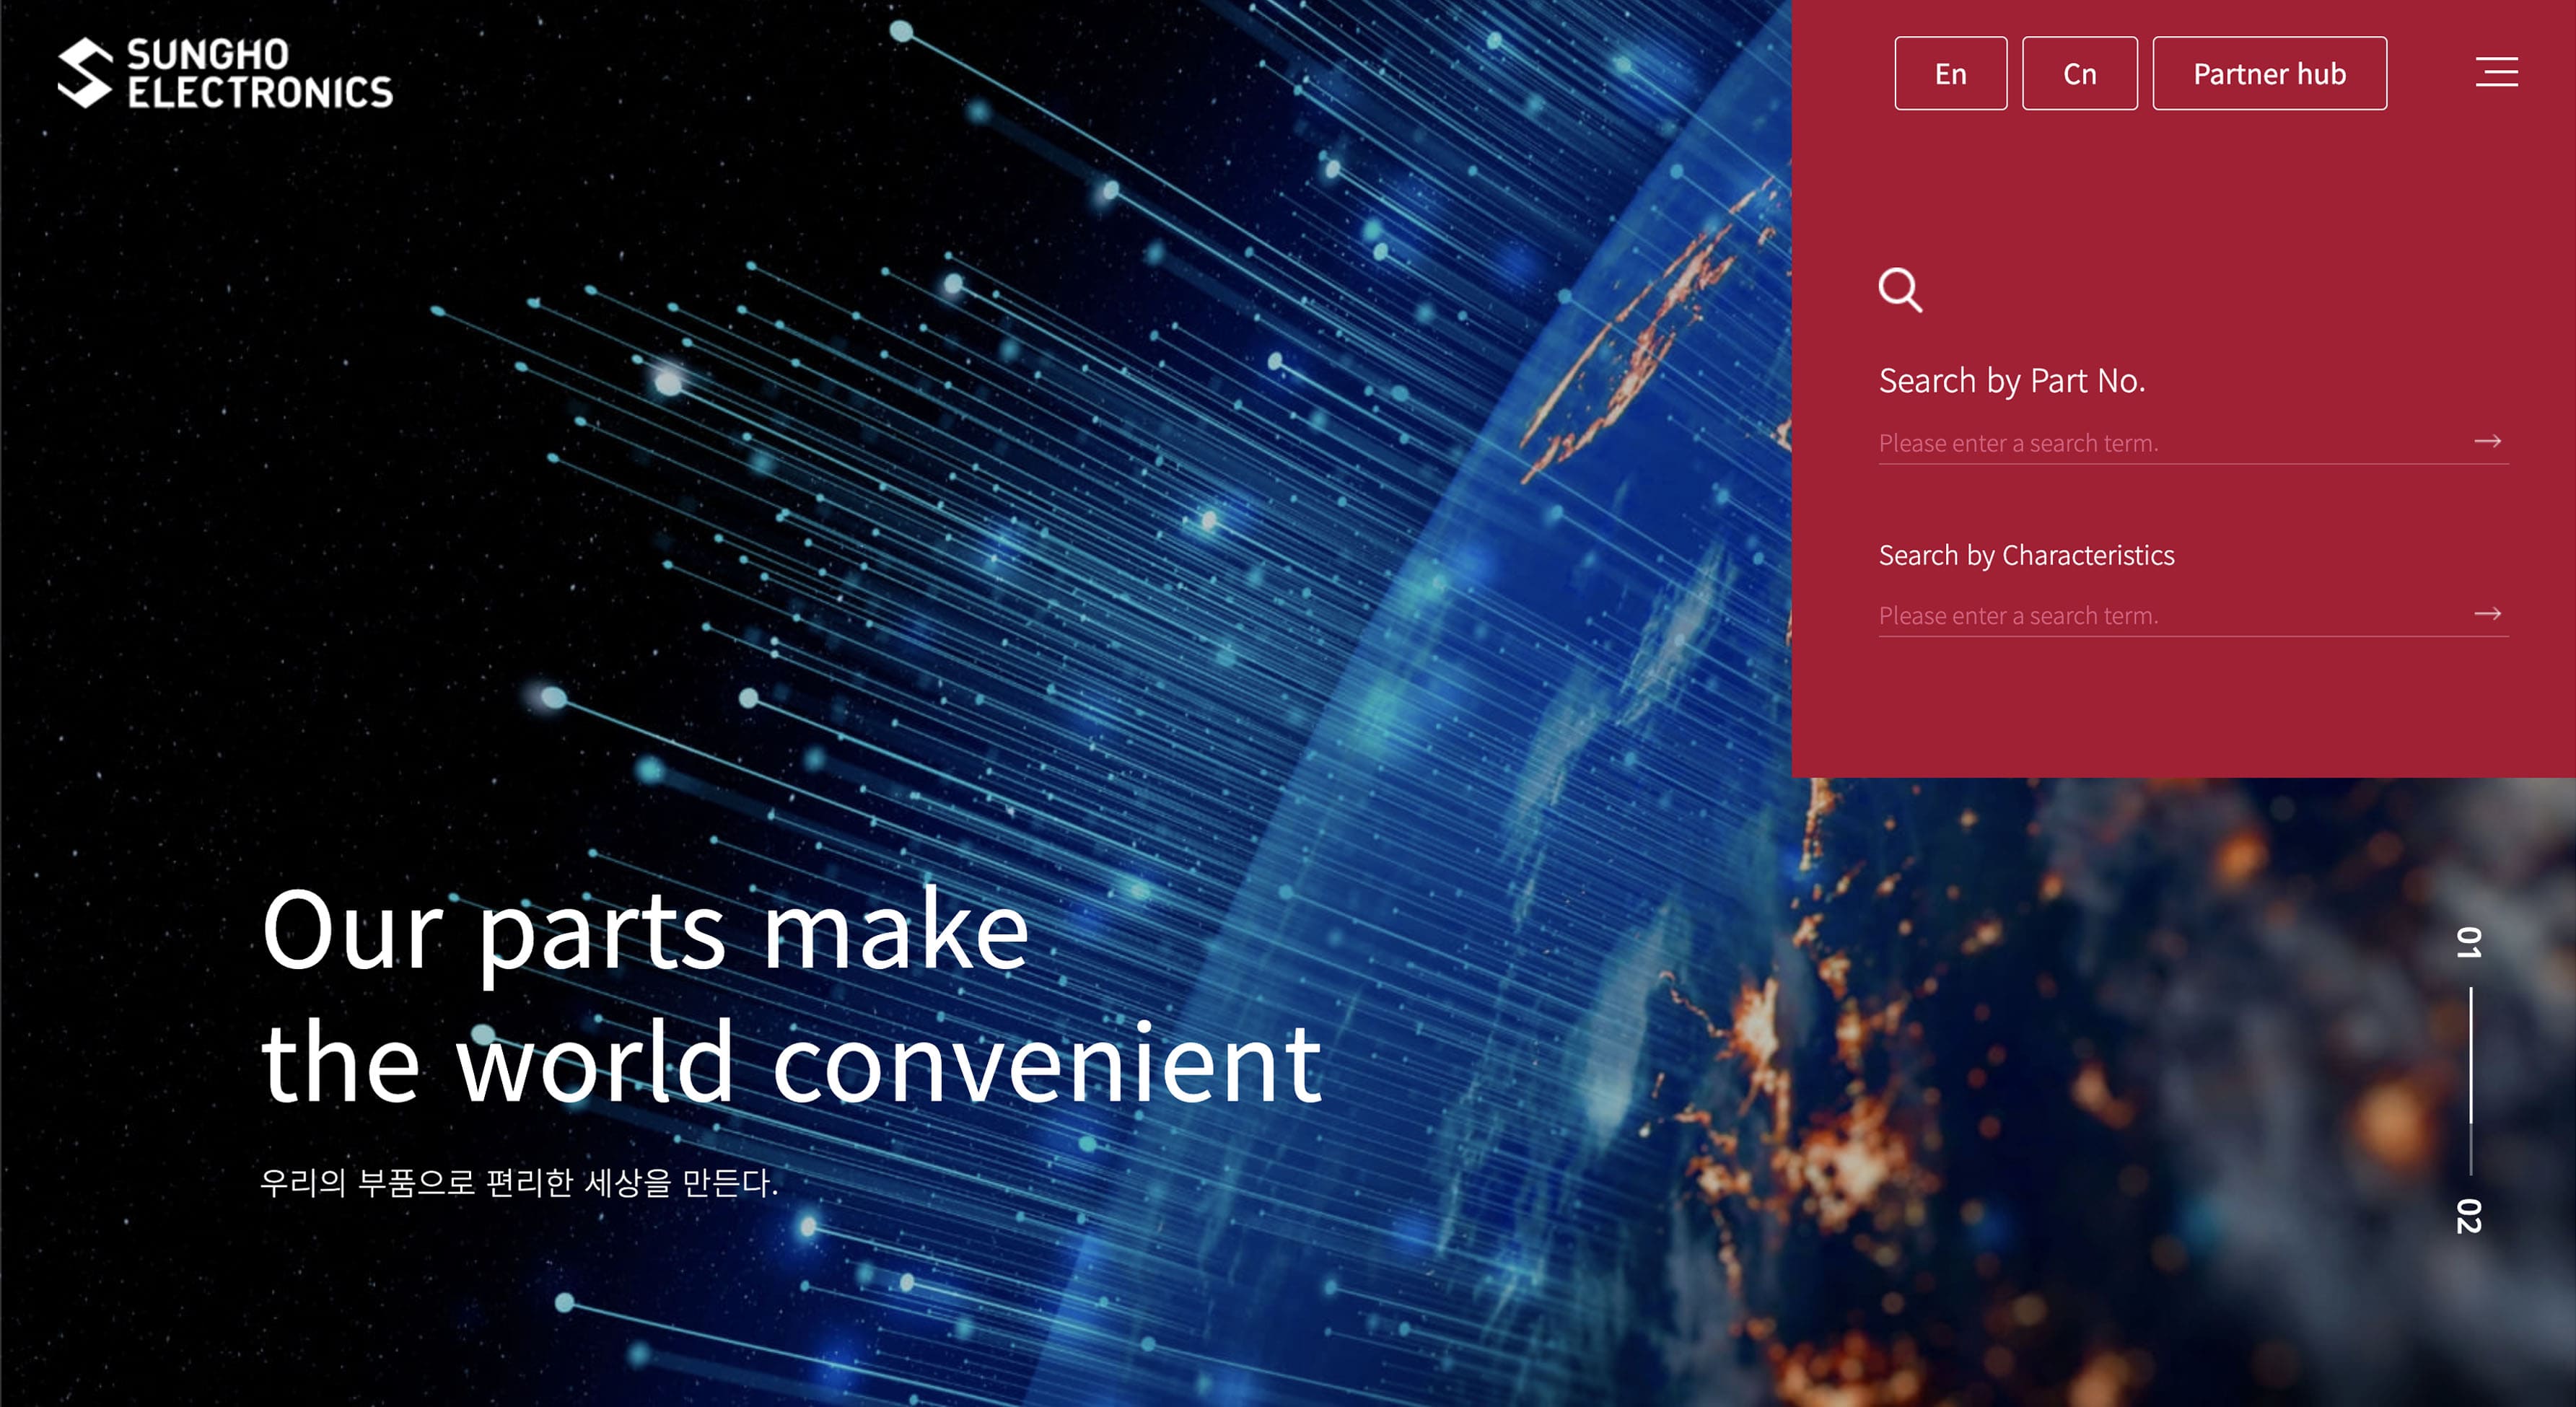 SUNGHO
ELECTRONICS
En
Cn
Partner hub
Search by Part No.
Please enter a search term.
Search by Characteristics
Please enter a search term.
Our parts make
the world convenient
우리의 부품으로 편리한 세상을 만든다.
01
02